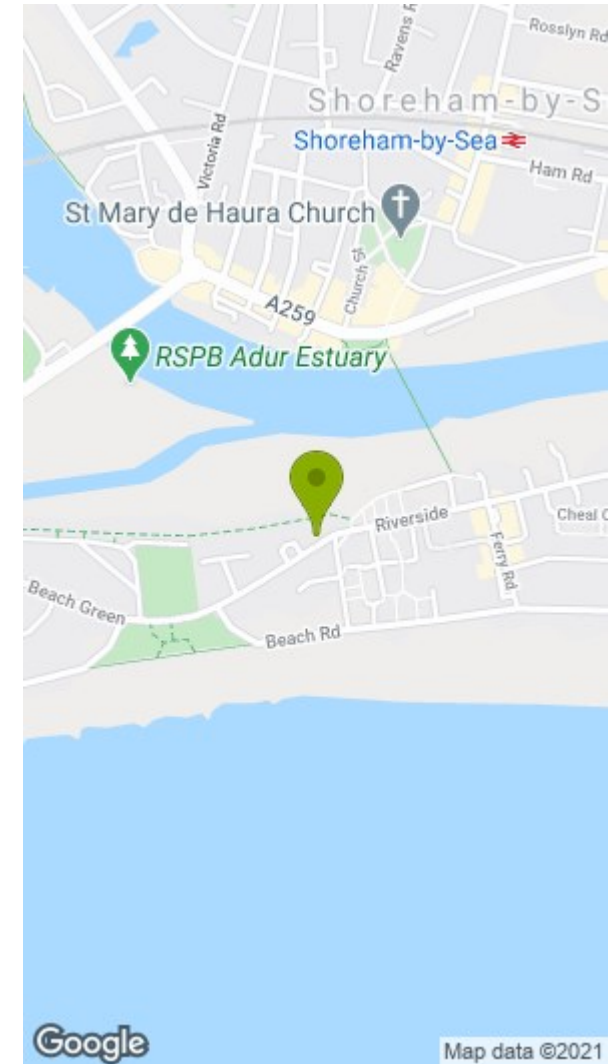 Rosslyn Rd
Ravens R
Shoreham-by-S
Victoria Rd
Shoreham-by-Sea
Ham Rd
St Mary de Haura Church
Church St
A259
RSPB Adur Estuary
Riverside
Cheal C
Ferry Rd
Beach Green
Beach Rd
Google
Map data ©2021